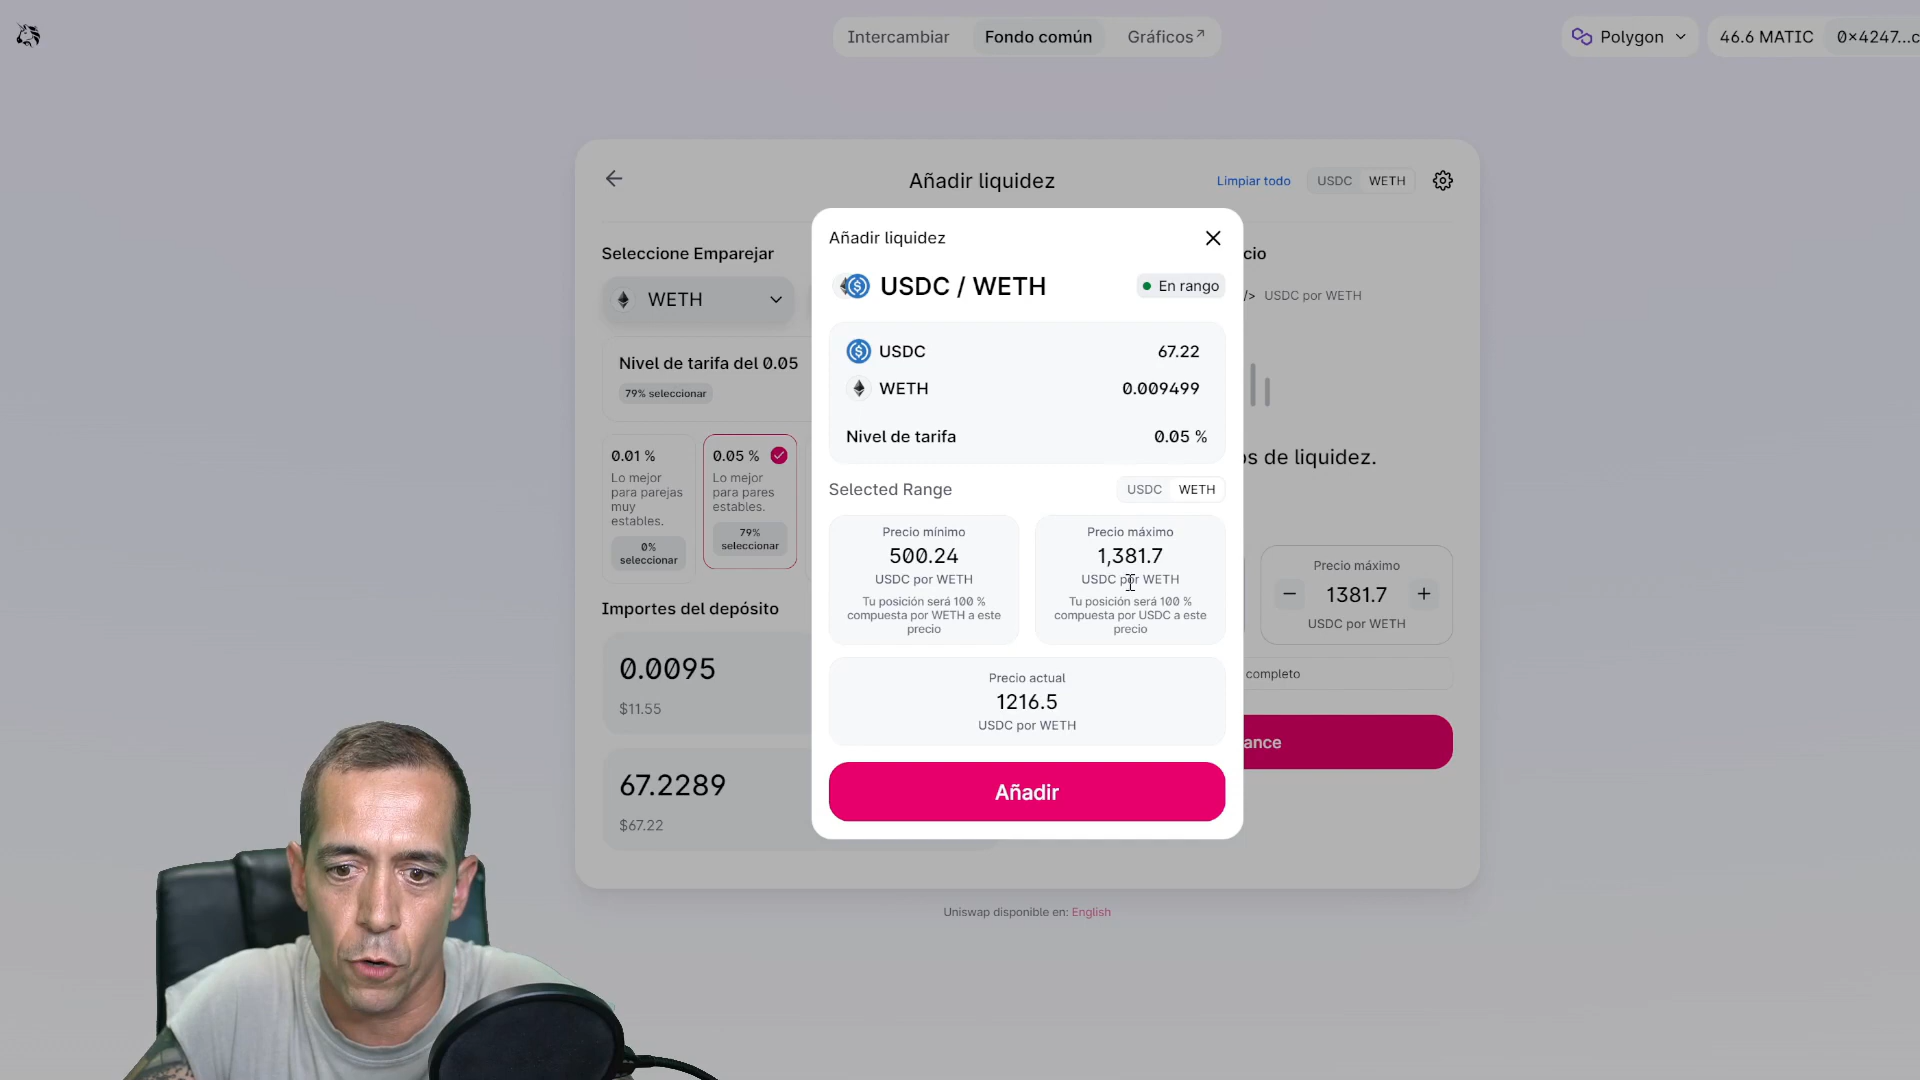 Intercambiar
Fondo común
Gráficos↗
Polygon
46.6 MATIC
0×4247...c
Añadir liquidez
Limpiar todo
USDC
WETH
Seleccione Emparejar
WETH
Nivel de tarifa del 0.05
79% seleccionar
0.01 %
Lo mejor
para parejas
muy
estables.
0%
seleccionar
0.05 %
Lo mejor
para pares
estables.
79%
seleccionar
Importes del depósito
0.0095
$11.55
67.2289
$67.22
Añadir liquidez
USDC / WETH
En rango
USDC
67.22
WETH
0.009499
Nivel de tarifa
0.05 %
Selected Range
USDC
WETH
Precio mínimo
500.24
USDC por WETH
Tu posición será 100 %
compuesta por WETH a este
precio
Precio máximo
1,381.7
USDC por WETH
Tu posición será 100 %
compuesta por USDC a este
precio
Precio actual
1216.5
USDC por WETH
Añadir
cio
/> USDC por WETH
os de liquidez.
Precio máximo
1381.7
USDC por WETH
completo
ance
Uniswap disponible en: English